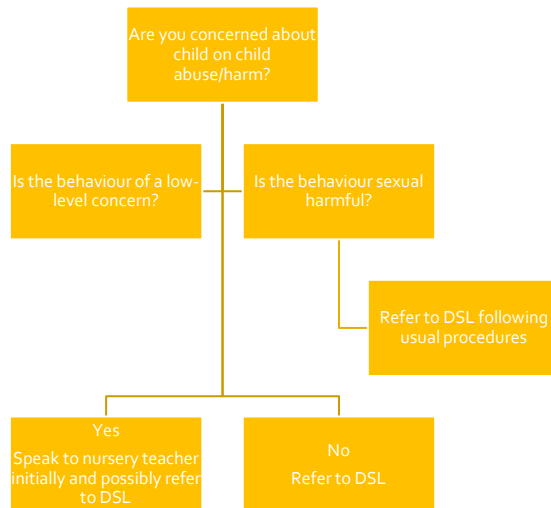 Are you concerned about
child on child
abuse/harm?
Is the behaviour of a low-
level concern?
Is the behaviour sexual
harmful?
Refer to DSL following
usual procedures
Yes
Speak to nursery teacher
initially and possibly refer
to DSL
No
Refer to DSL